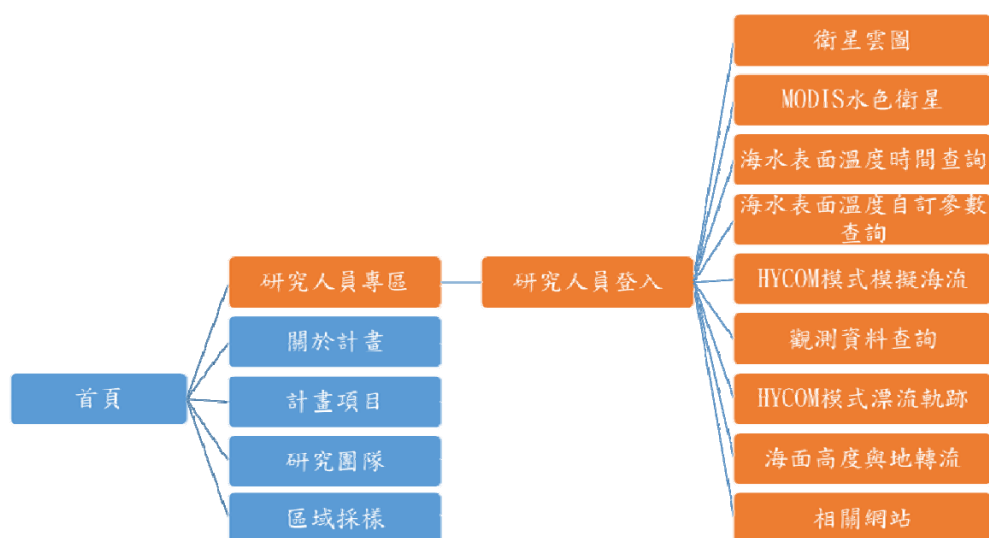 首頁
研究人員專區
關於計畫
計畫項目
研究團隊
區域採樣
研究人員登入
衛星雲圖
MODIS水色衛星
海水表面溫度時間查詢
海水表面溫度自訂參數
查詢
HYCOM模式模擬海流
觀測資料查詢
HYCOM模式漂流軌跡
海面高度與地轉流
相關網站